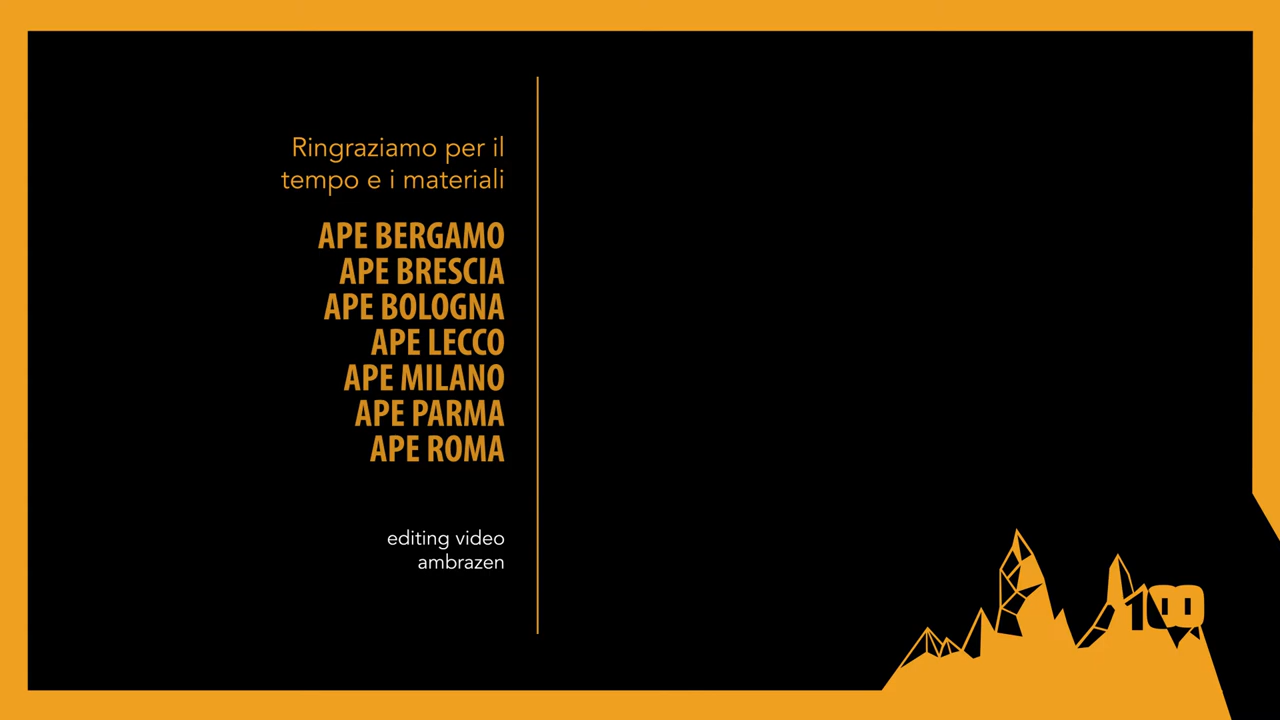 Ringraziamo per il
tempo e i materiali
APE BERGAMO
APE BRESCIA
APE BOLOGNA
APE LECCO
APE MILANO
APE PARMA
APE ROMA
editing video
ambrazen
100